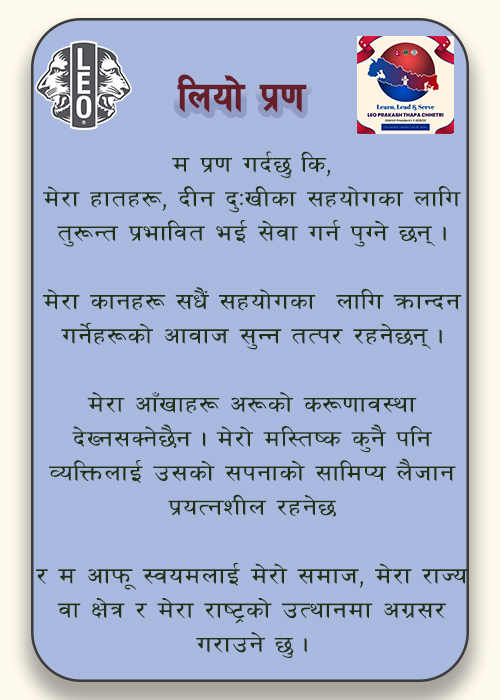 LEO
लियो प्रण
Learn, Lead & Serve
LEO PRAKASH THAPA CHHETRI
म प्रण गर्दछु कि,
मेरा हातहरू, दीन दुःखीका सहयोगका लागि
तुरून्त प्रभावित भई सेवा गर्न पुग्ने छन् ।
मेरा कानहरू सधैं सहयोगका लागि क्रान्दन
गर्नेहरूको आवाज सुन्न तत्पर रहनेछन् ।
मेरा आँखाहरू अरूको करूणावस्था
देख्नसक्नेछैन । मेरो मस्तिष्क कुनै पनि
व्यक्तिलाई उसको सपनाको सामिप्य लैजान
प्रयत्नशील रहनेछ
र म आफू स्वयमलाई मेरो समाज, मेरा राज्य
वा क्षेत्र र मेरा राष्ट्रको उत्थानमा अग्रसर
गराउने छु ।